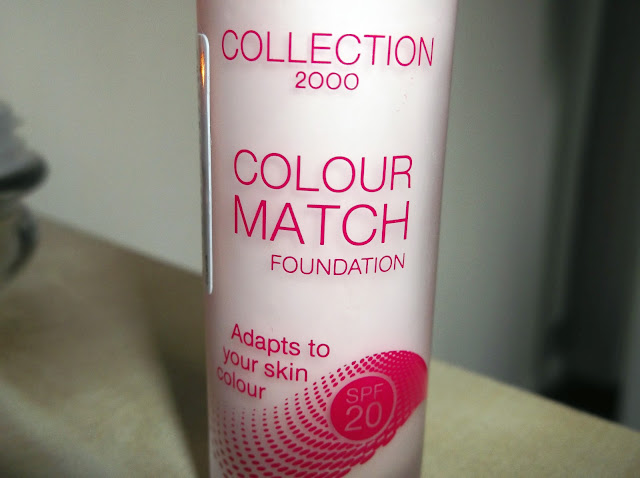 COLLECTION
2000
COLOUR
MATCH
FOUNDATION
Adapts to
your skin
colour
SPF
20